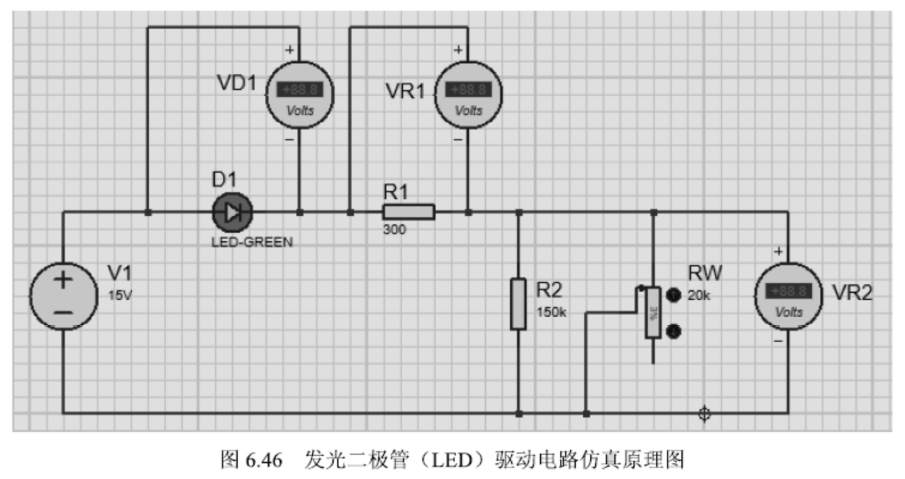 VD1
+88.8
Volts
VR1
+88.8
Volts
D1
LED-GREEN
R1
300
V1
15V
R2
150k
RW
20k
3%
VR2
+88.8
Volts
图 6.46 发光二极管（LED）驱动电路仿真原理图